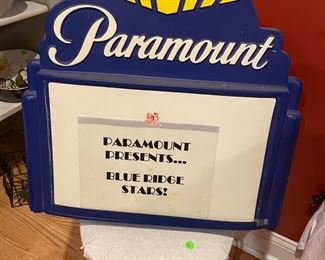 Paramount
PARAMOUNT
PRESENTS...
BLUE RIDGE
STARS!